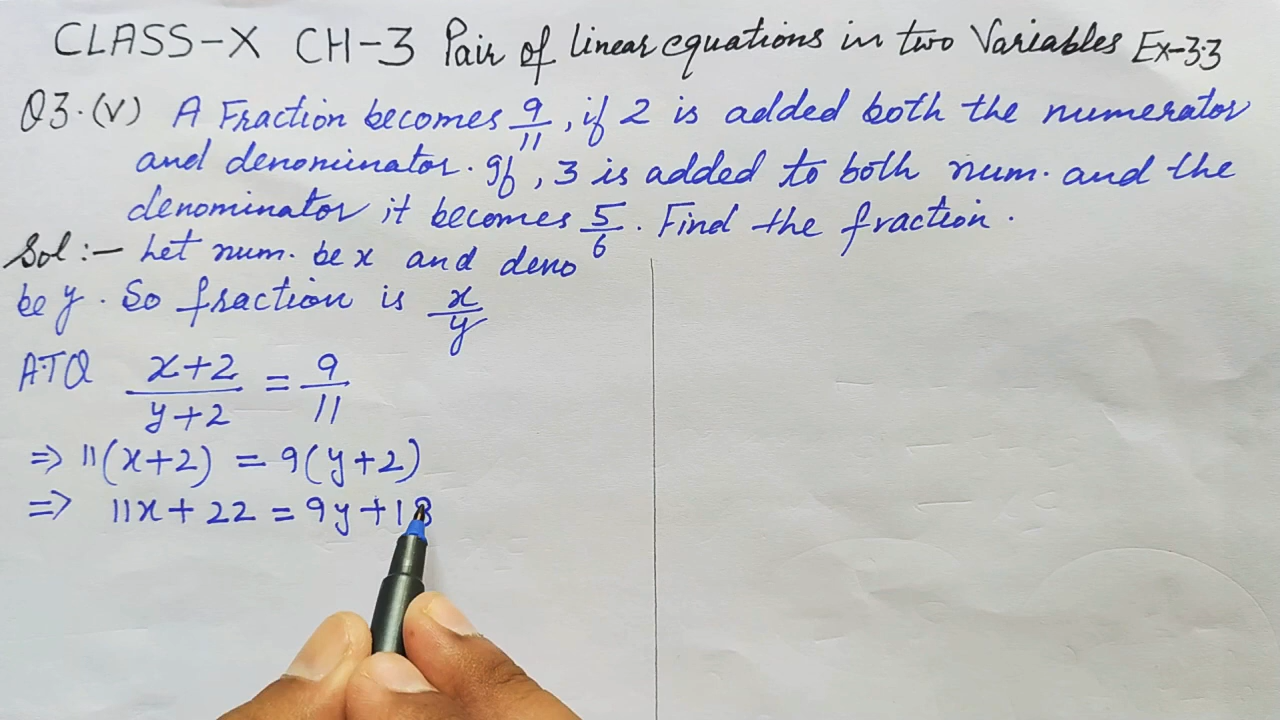 CLASS-X CH-3 Pair of linear equations in two Variables Ex-3.3
Q3.(V) A Fraction becomes 9/11, if 2 is added both the numerator
and denominator. If, 3 is added to both num. and the
denominator it becomes 5/6. Find the fraction.
Sol:- Let num. be x and deno
be y. So fraction is x/y
A.T.Q x+2/y+2 = 9/11
⇒ 11(x+2) = 9(y+2)
⇒ 11x+22 = 9y+18